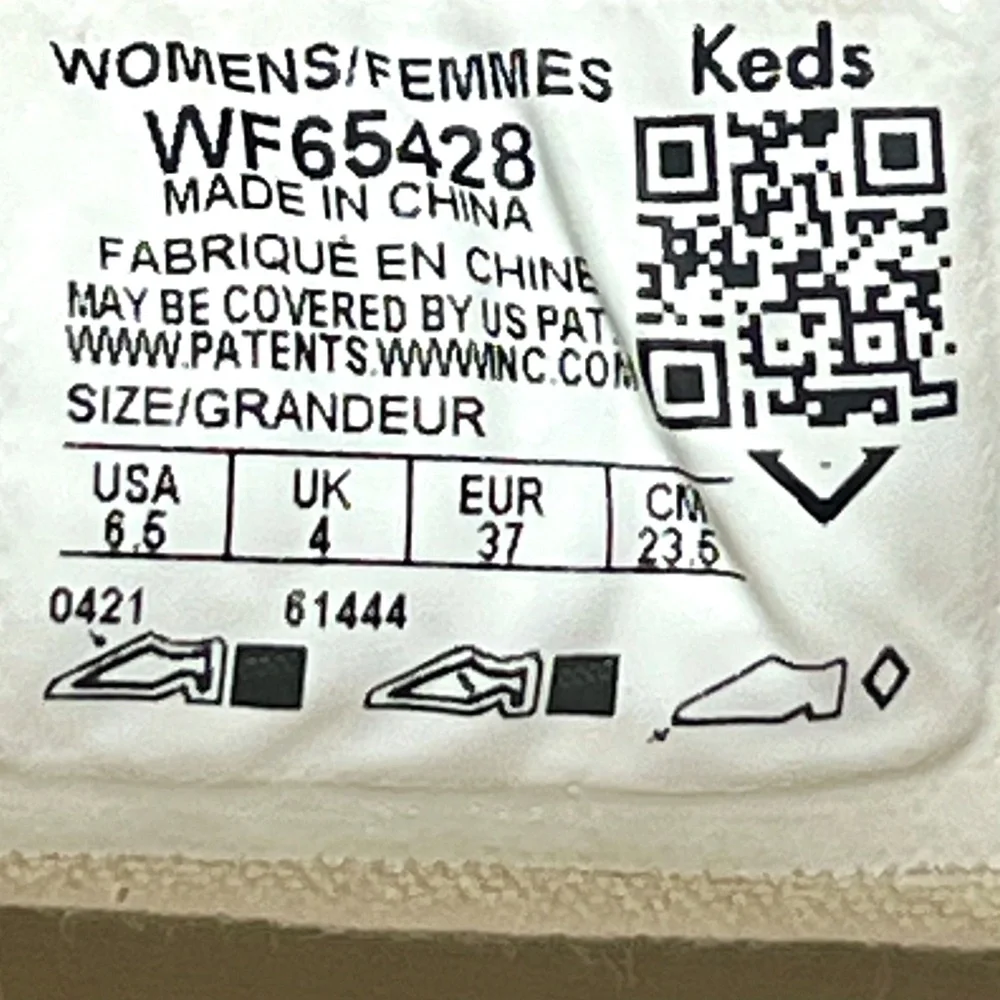 WOMENS/FEMMES
Keds
WF65428
MADE IN CHINA
FABRIQUÉ EN CHINE
MAY BE COVERED BY US PAT.
WWW.PATENTS.WWWINC.COM
SIZE/GRANDEUR
USA UK EUR CM
6.5 4 37 23.5
0421 61444